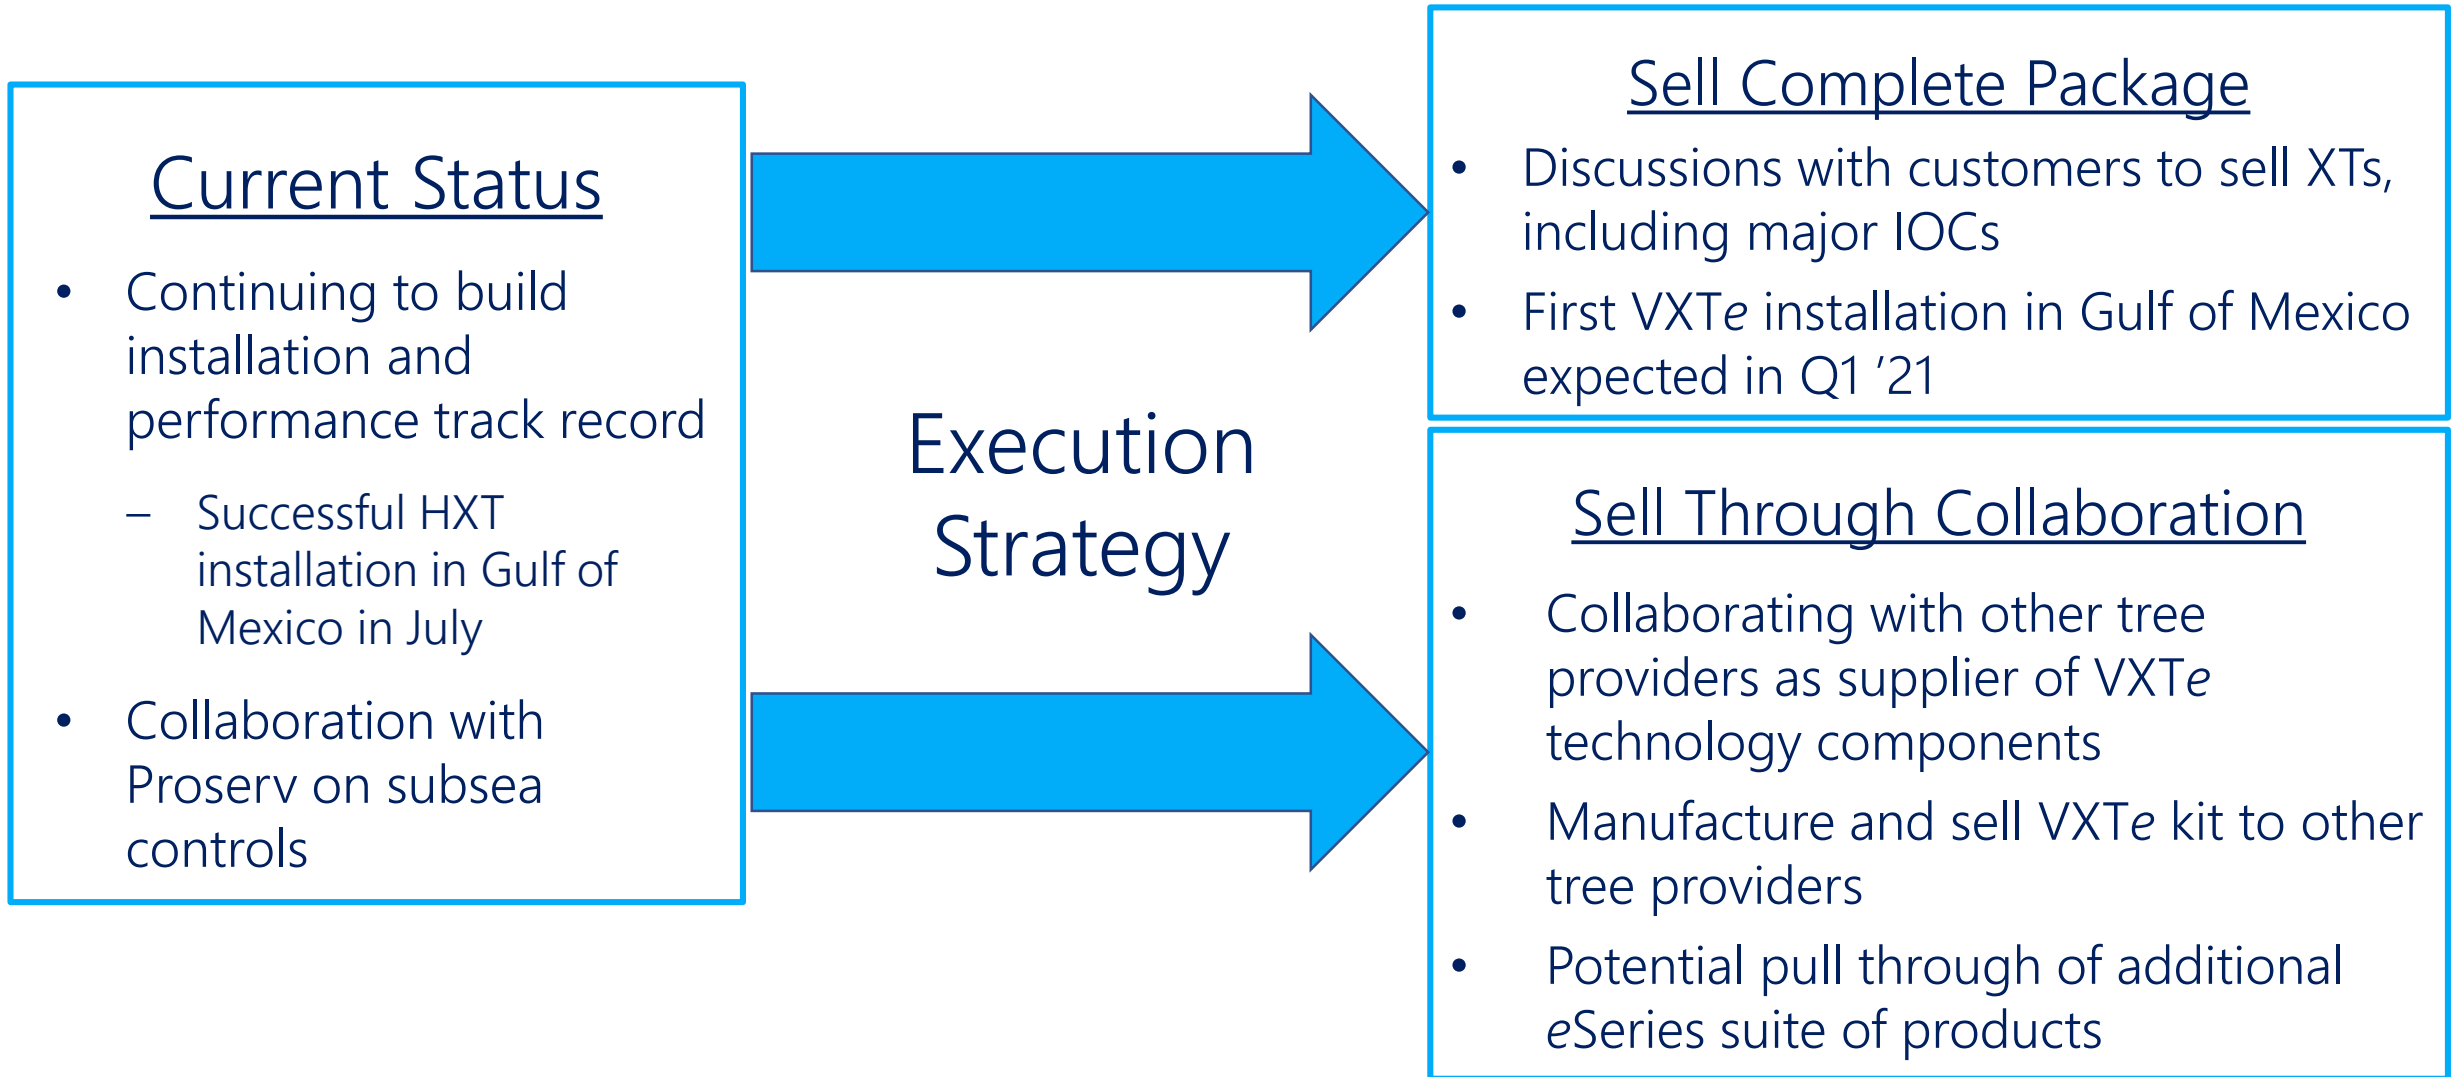 Current Status
• Continuing to build
installation and
performance track record
– Successful HXT
installation in Gulf of
Mexico in July
• Collaboration with
Proserv on subsea
controls
Execution
Strategy
Sell Complete Package
• Discussions with customers to sell XTs,
including major IOCs
• First VXTe installation in Gulf of Mexico
expected in Q1 ’21
Sell Through Collaboration
• Collaborating with other tree
providers as supplier of VXTe
technology components
• Manufacture and sell VXTe kit to other
tree providers
• Potential pull through of additional
eSeries suite of products